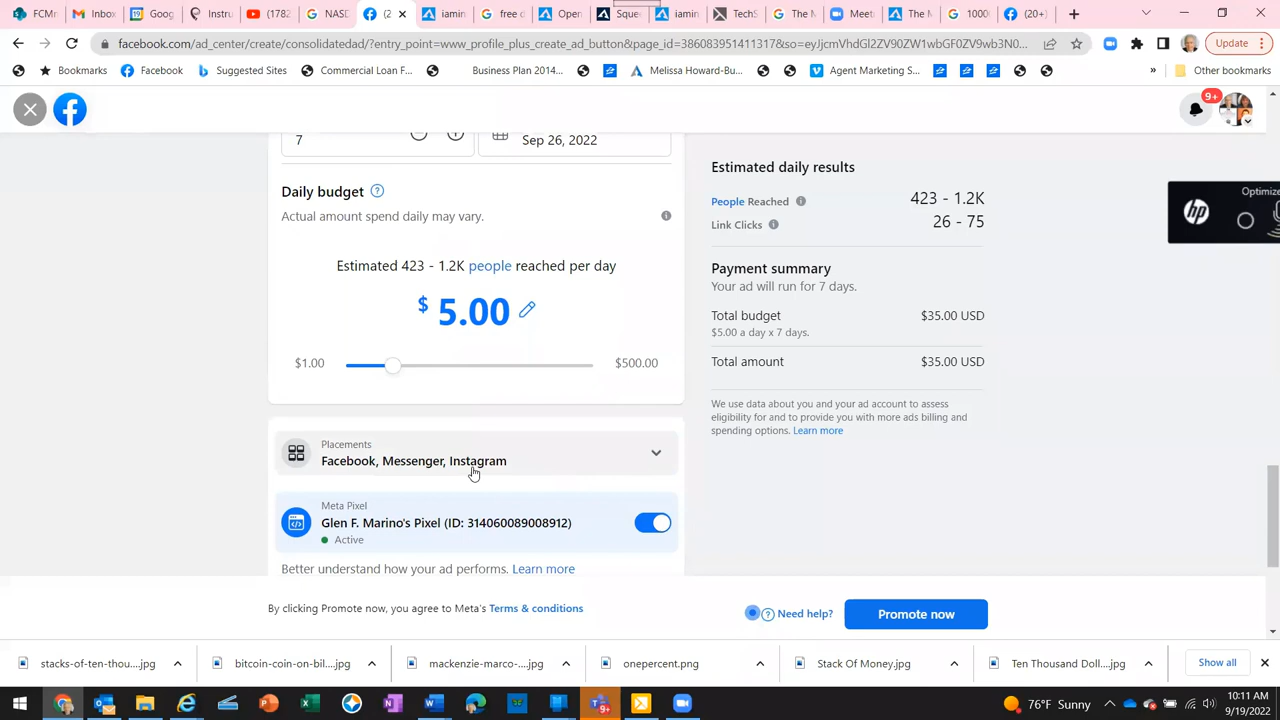 FCMr
Inbox
19
Goog
Instru
(1782
NASD
(2
iamin
free c
Open
Sque
iamin
TechS
The M
Meet
The M
1000
(20+)
facebook.com/ad_center/create/consolidatedad/?entry_point=www_profile_plus_create_ad_button&page_id=386083951411317&so=eyJjcmVhdGl2ZV90ZW1wbGF0ZV9wb3N0...
Update
Bookmarks
Facebook
Suggested Sites
Commercial Loan F...
Business Plan 2014...
Melissa Howard-Bu...
Agent Marketing S...
»
Other bookmarks
9+
7
Sep 26, 2022
Daily budget
Actual amount spend daily may vary.
Estimated 423 - 1.2K people reached per day
$ 5.00
$1.00
$500.00
Placements
Facebook, Messenger, Instagram
Meta Pixel
Glen F. Marino's Pixel (ID: 314060089008912)
Active
Better understand how your ad performs. Learn more
Estimated daily results
People Reached 423 - 1.2K
Link Clicks 26 - 75
Payment summary
Your ad will run for 7 days.
Total budget $35.00 USD
$5.00 a day x 7 days.
Total amount $35.00 USD
We use data about you and your ad account to assess
eligibility for and to provide you with more ads billing and
spending options. Learn more
hp
Optimize
By clicking Promote now, you agree to Meta's Terms & conditions
Need help?
Promote now
stacks-of-ten-thou....jpg
bitcoin-coin-on-bil....jpg
mackenzie-marco-....jpg
onepercent.png
Stack Of Money.jpg
Ten Thousand Doll....jpg
Show all
9+
76°F Sunny
10:11 AM
9/19/2022